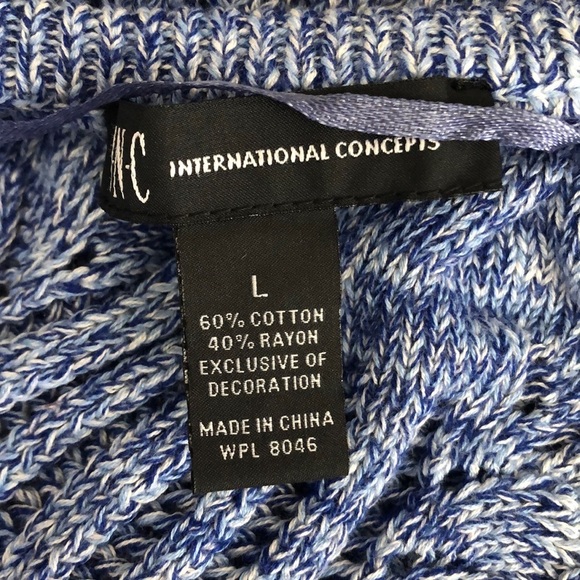 INTERNATIONAL CONCEPTS
L
60% COTTON
40% RAYON
EXCLUSIVE OF
DECORATION
MADE IN CHINA
WPL 8046